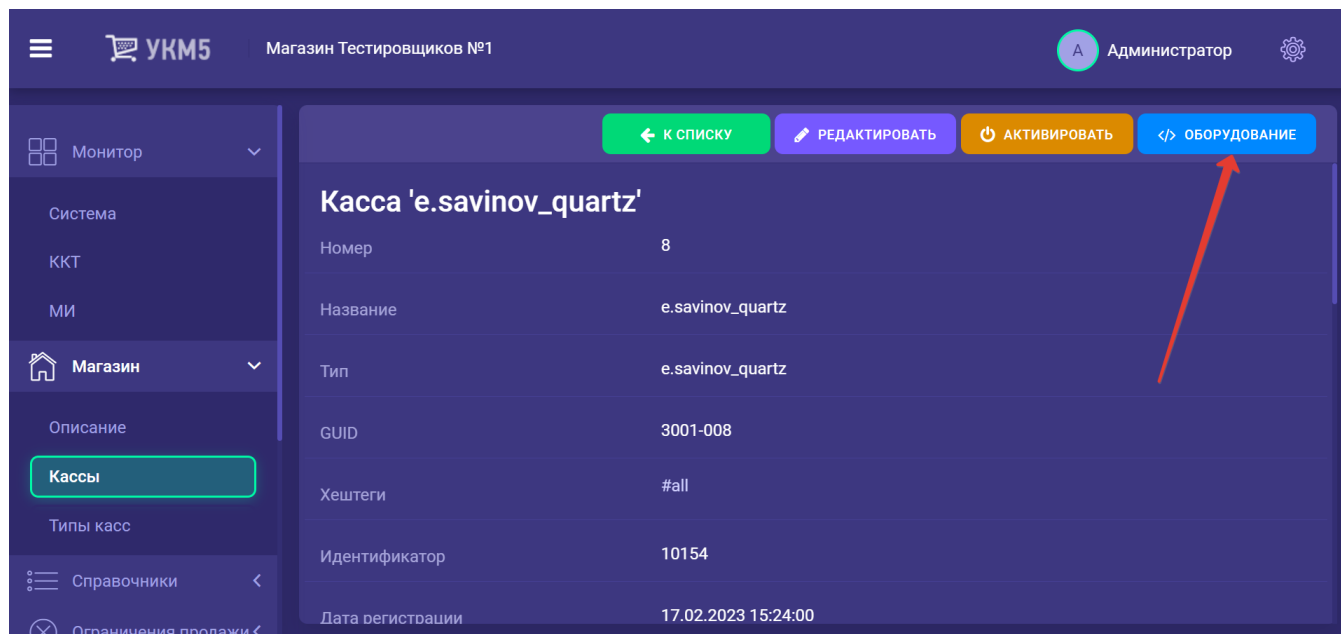 УКМ5
Магазин Тестировщиков №1
А
Администратор
Монитор
Система
ККТ
МИ
Магазин
Описание
Кассы
Типы касс
Справочники
Ограничения продажи
К СПИСКУ
РЕДАКТИРОВАТЬ
АКТИВИРОВАТЬ
</> ОБОРУДОВАНИЕ
Касса 'e.savinov_quartz'
Номер 8
Название e.savinov_quartz
Тип e.savinov_quartz
GUID 3001-008
Хештеги #all
Идентификатор 10154
Дата регистрации 17.02.2023 15:24:00